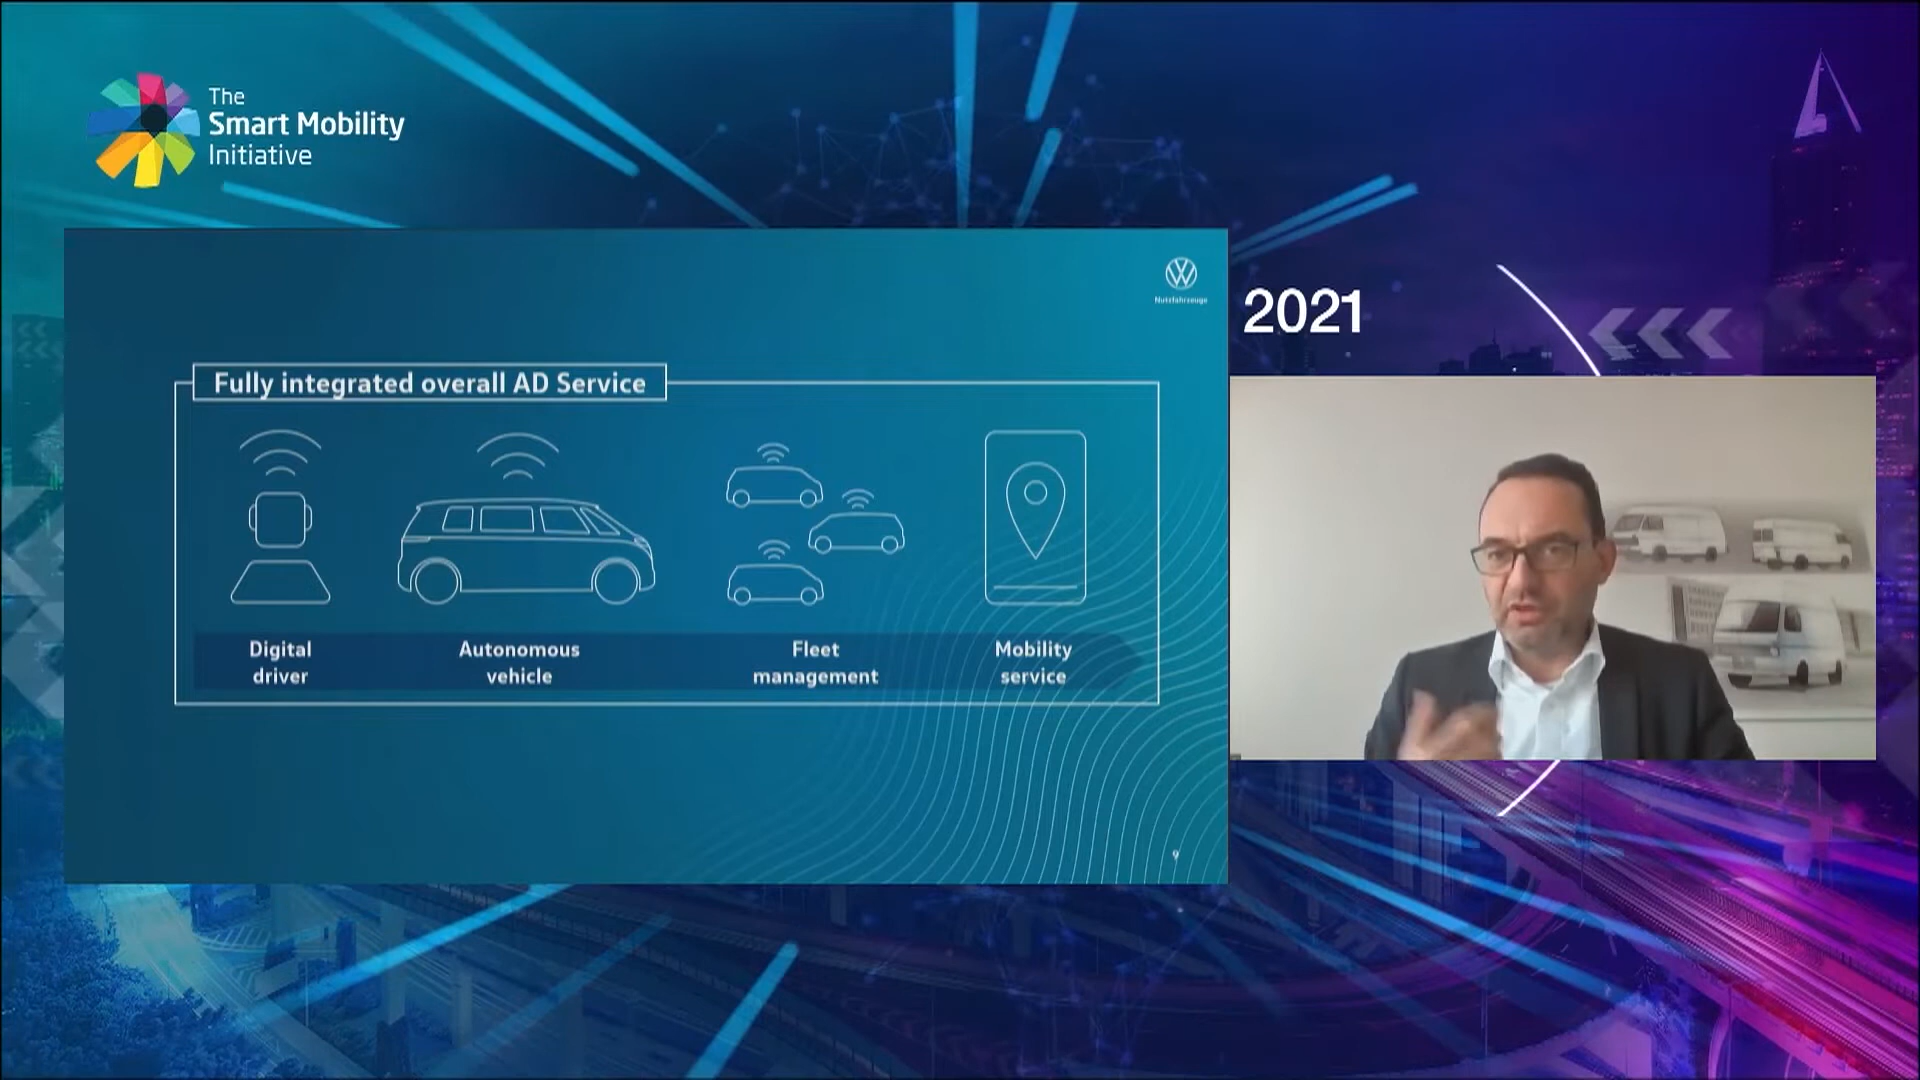 The
Smart Mobility
Initiative
Nutzfahrzeuge
2021
Fully integrated overall AD Service
Digital
driver
Autonomous
vehicle
Fleet
management
Mobility
service
9